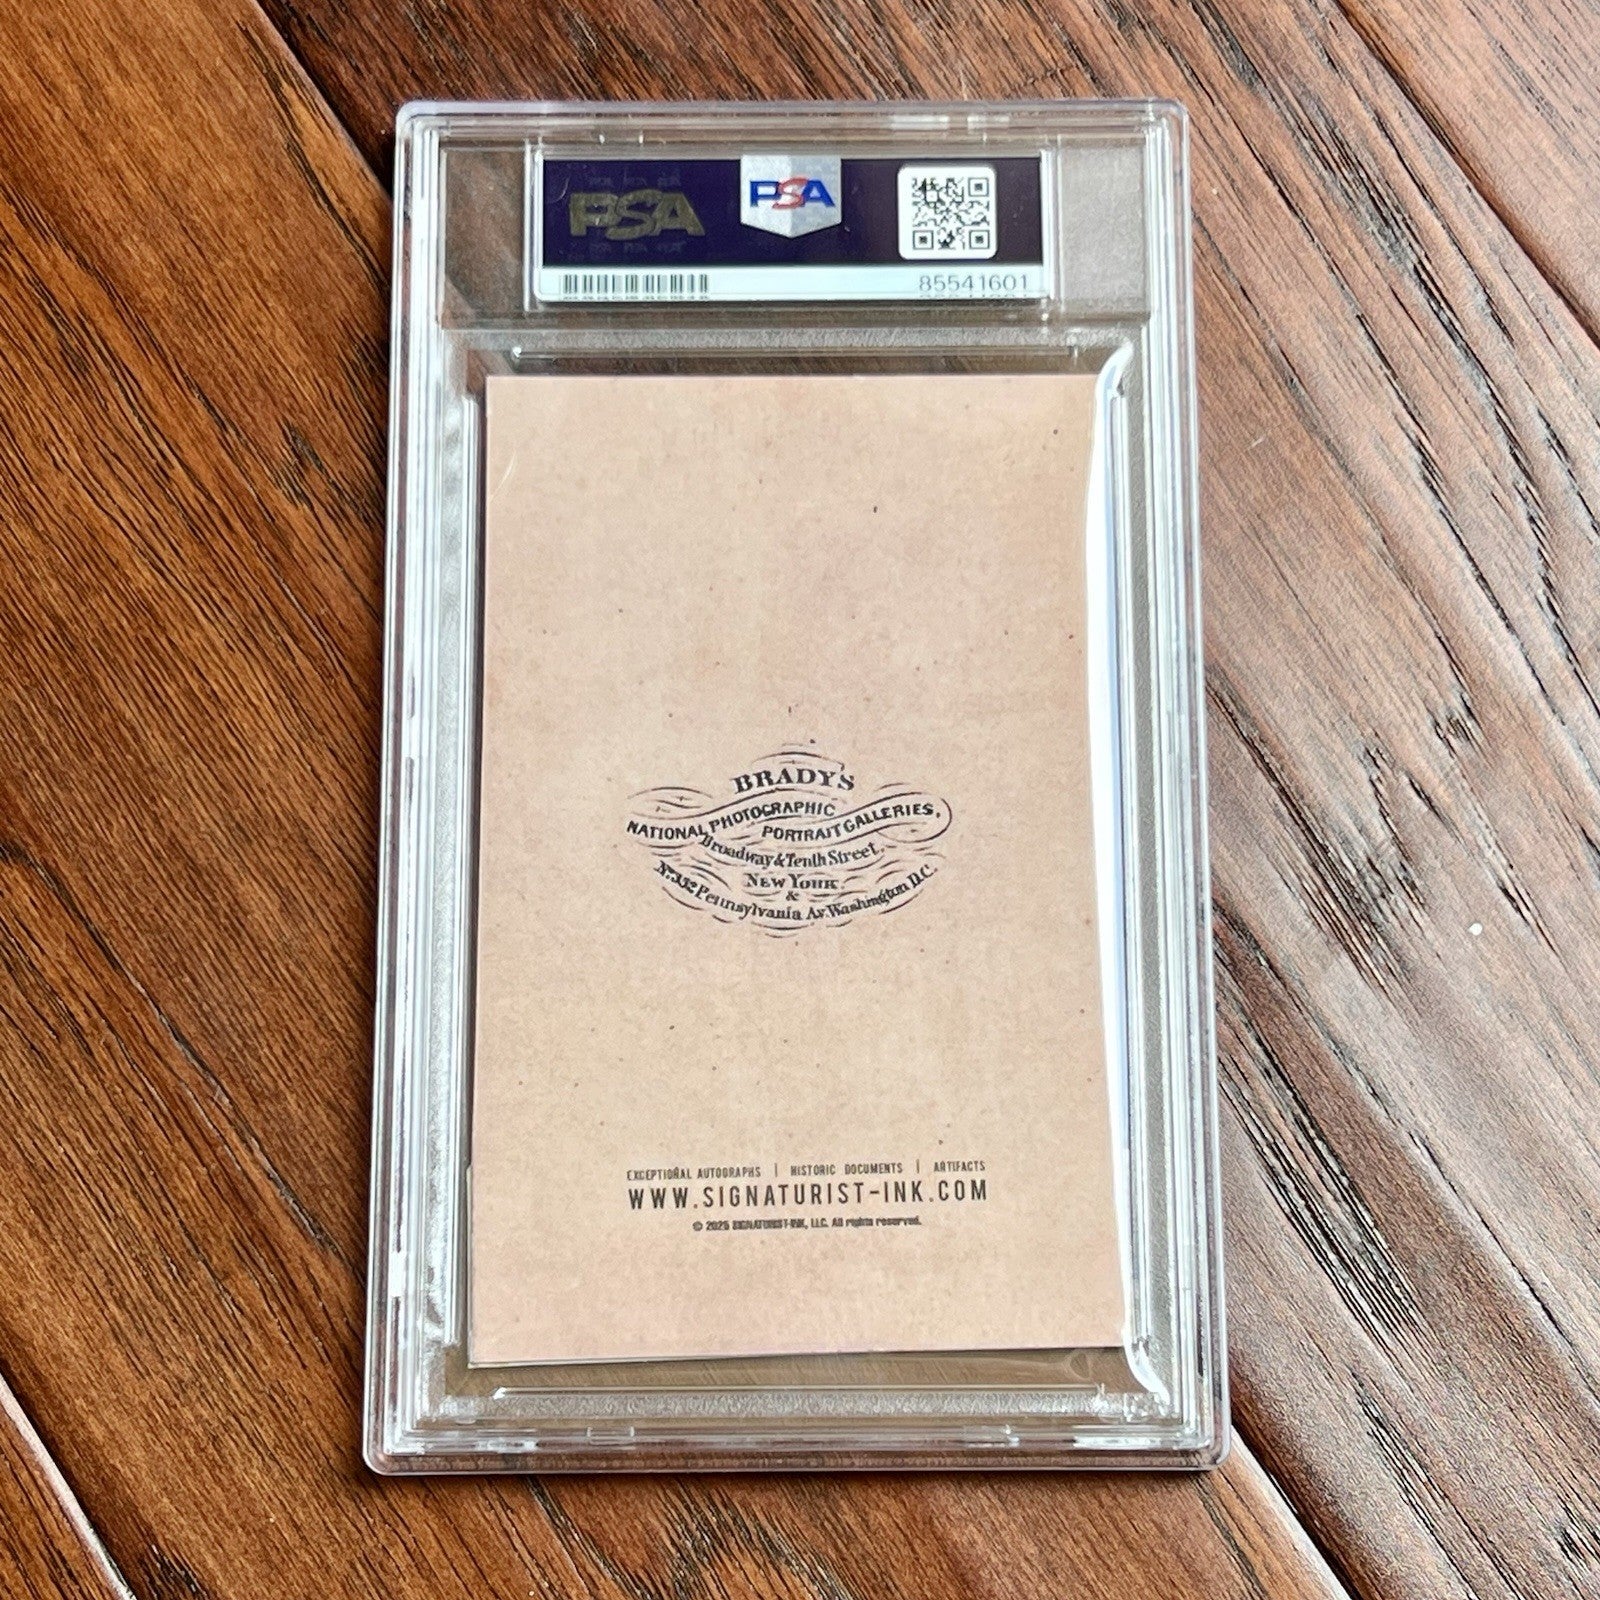 PSA PSA
85541601
BRADY'S
NATIONAL PHOTOGRAPHIC
PORTRAIT GALLERIES,
Broadway & Tenth Street,
NEW YORK.
&
No. 352 Pennsylvania Av. Washington D.C.
EXCEPTIONAL AUTOGRAPHS | HISTORIC DOCUMENTS | ARTIFACTS
WWW.SIGNATURIST-INK.COM
© 2025 SIGNATURIST-INK, LLC. All rights reserved.